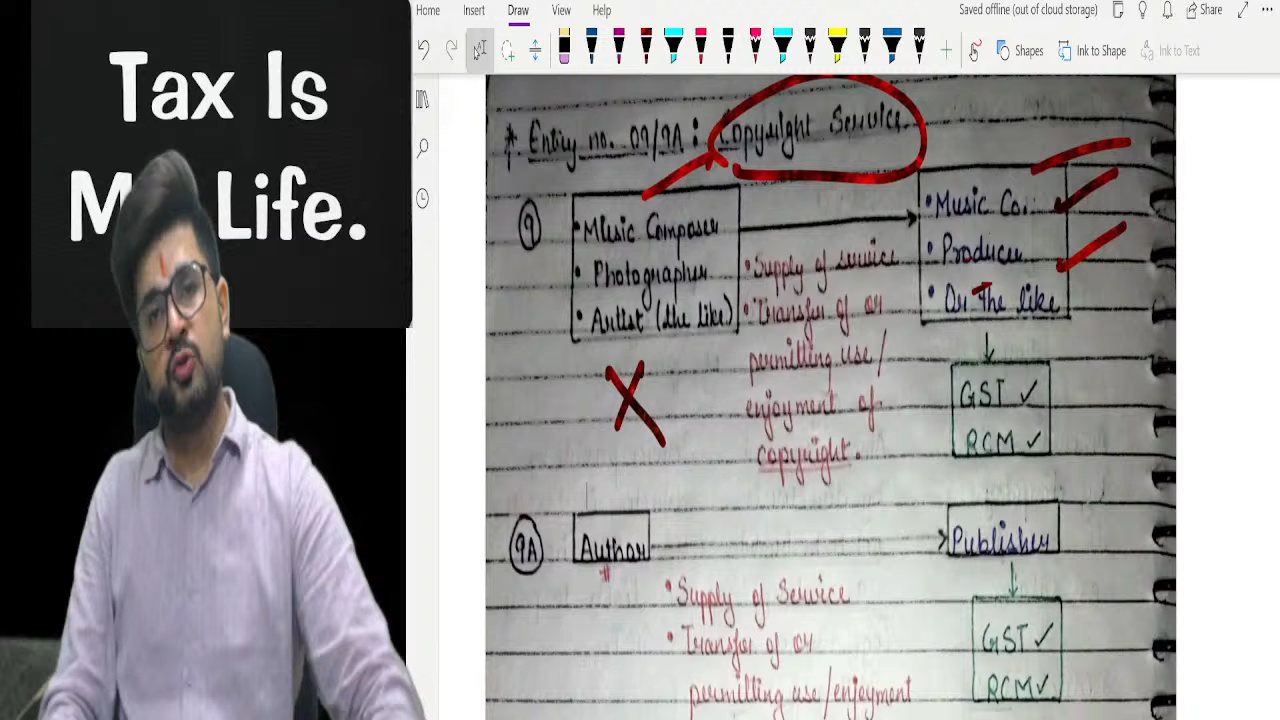 Tax Is
My Life.
Home Insert Draw View Help
Saved offline (out of cloud storage)
Share
Shapes
Ink to Shape
Ink to Text
* Entry no. 09/9A: Copyright Service
9
• Music Composer
• Photographer
• Artist (the like)
• Supply of service
• Transfer of or
permitting use/
enjoyment of
copyright.
• Music Co.
• Producer
• Or the like
GST ✓
RCM ✓
9A
Author
#
Publisher
• Supply of Service
• Transfer of or
permitting use/enjoyment
GST ✓
RCM ✓